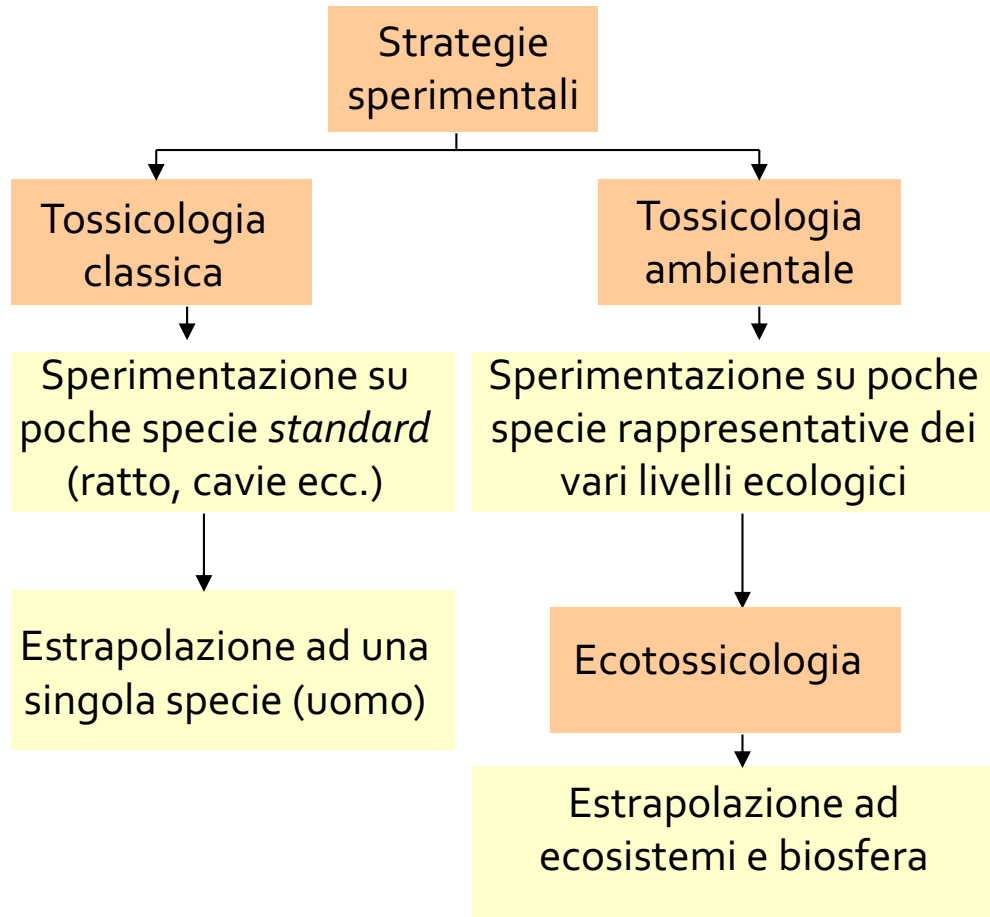 Strategie
sperimentali
Tossicologia
classica
Tossicologia
ambientale
Sperimentazione su
poche specie standard
(ratto, cavie ecc.)
Sperimentazione su poche
specie rappresentative dei
vari livelli ecologici
Estrapolazione ad una
singola specie (uomo)
Ecotossicologia
Estrapolazione ad
ecosistemi e biosfera